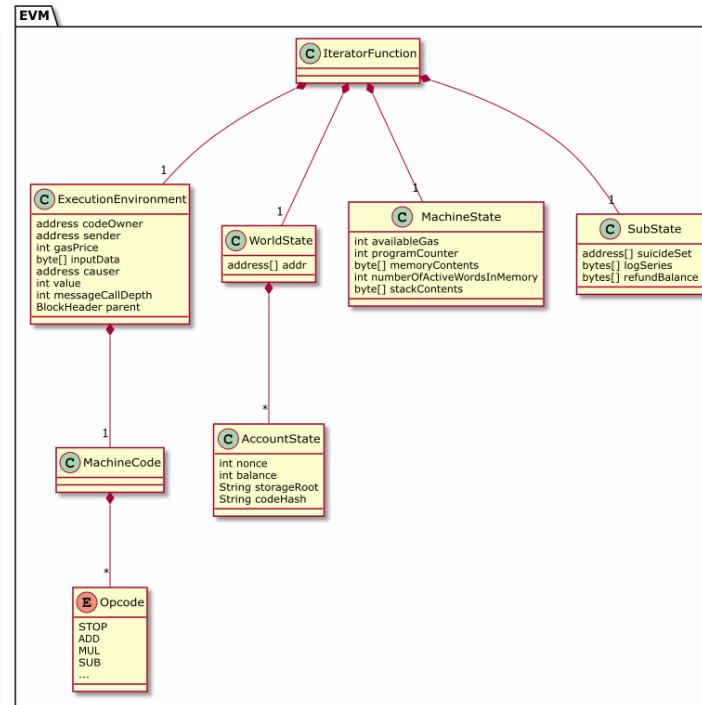 EVM
C IteratorFunction
1
1
1
1
C ExecutionEnvironment
address codeOwner
address sender
int gasPrice
byte[] inputData
address causer
int value
int messageCallDepth
BlockHeader parent
C WorldState
address[] addr
C MachineState
int availableGas
int programCounter
byte[] memoryContents
int numberOfActiveWordsInMemory
byte[] stackContents
C SubState
address[] suicideSet
bytes[] logSeries
bytes[] refundBalance
1
*
C MachineCode
C AccountState
int nonce
int balance
String storageRoot
String codeHash
*
E Opcode
STOP
ADD
MUL
SUB
...